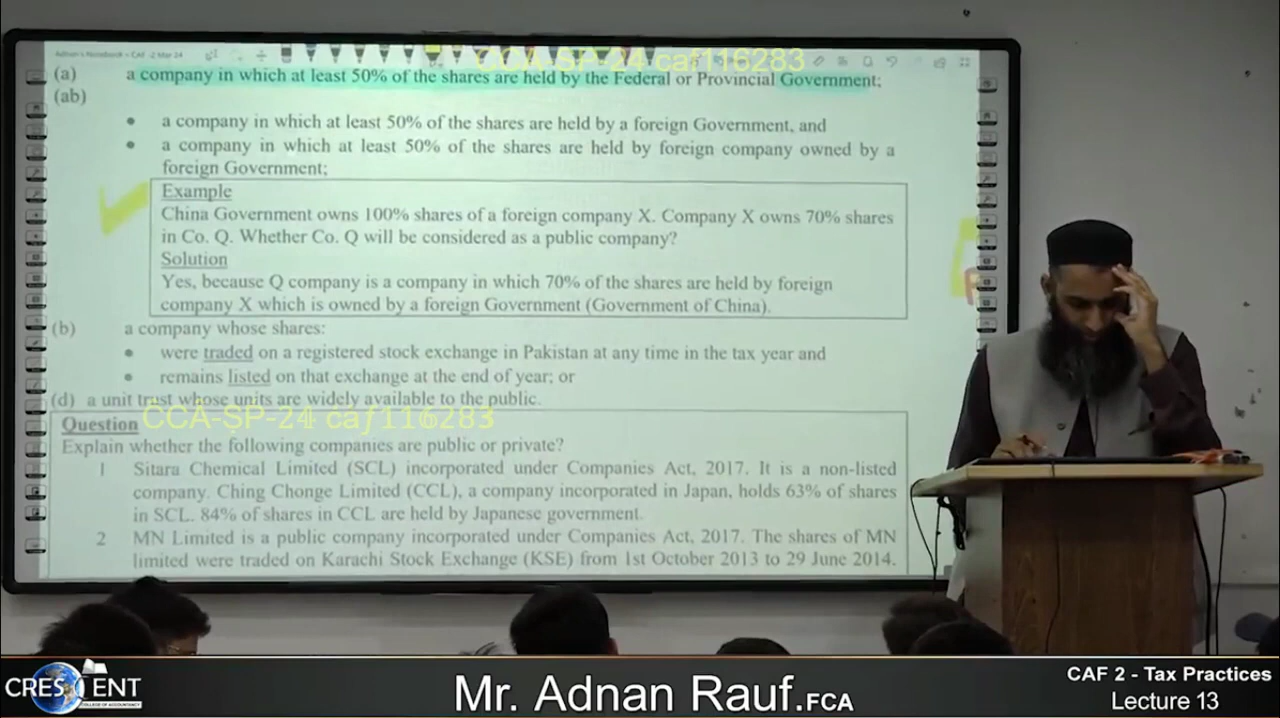 Adnan's Notebook » CAF -2 Mar 24
CCA-SP-24 caf116283
(a) a company in which at least 50% of the shares are held by the Federal or Provincial Government;
(ab)
• a company in which at least 50% of the shares are held by a foreign Government, and
• a company in which at least 50% of the shares are held by foreign company owned by a
foreign Government;
Example
China Government owns 100% shares of a foreign company X. Company X owns 70% shares
in Co. Q. Whether Co. Q will be considered as a public company?
Solution
Yes, because Q company is a company in which 70% of the shares are held by foreign
company X which is owned by a foreign Government (Government of China).
(b) a company whose shares:
• were traded on a registered stock exchange in Pakistan at any time in the tax year and
• remains listed on that exchange at the end of year; or
(d) a unit trust whose units are widely available to the public.
CCA-SP-24 caf116283
Question
Explain whether the following companies are public or private?
1 Sitara Chemical Limited (SCL) incorporated under Companies Act, 2017. It is a non-listed
company. Ching Chonge Limited (CCL), a company incorporated in Japan, holds 63% of shares
in SCL. 84% of shares in CCL are held by Japanese government.
2 MN Limited is a public company incorporated under Companies Act, 2017. The shares of MN
limited were traded on Karachi Stock Exchange (KSE) from 1st October 2013 to 29 June 2014.
CRESCENT
COLLEGE OF ACCOUNTANCY
Mr. Adnan Rauf.FCA
CAF 2 - Tax Practices
Lecture 13